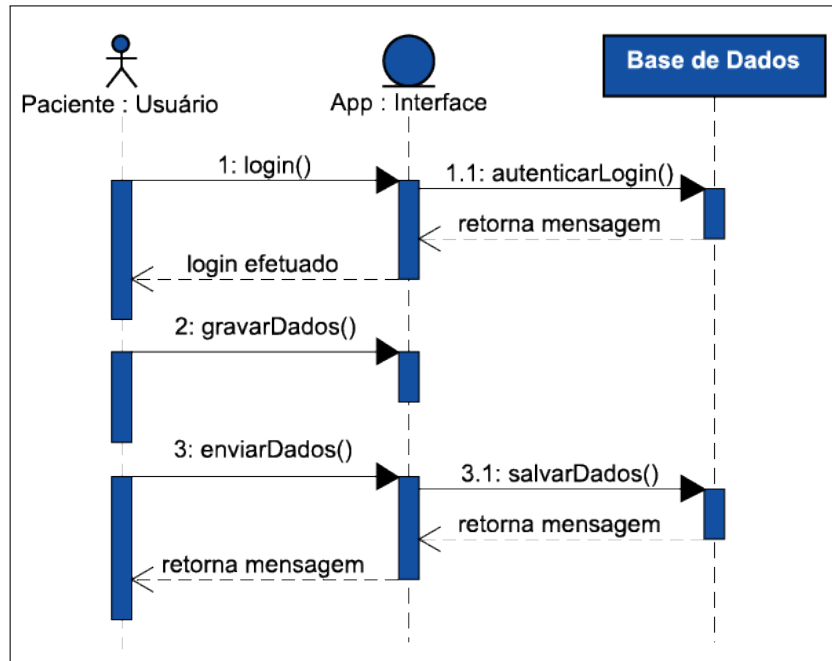 Paciente : Usuário
App : Interface
Base de Dados
1: login()
1.1: autenticarLogin()
retorna mensagem
login efetuado
2: gravarDados()
3: enviarDados()
3.1: salvarDados()
retorna mensagem
retorna mensagem